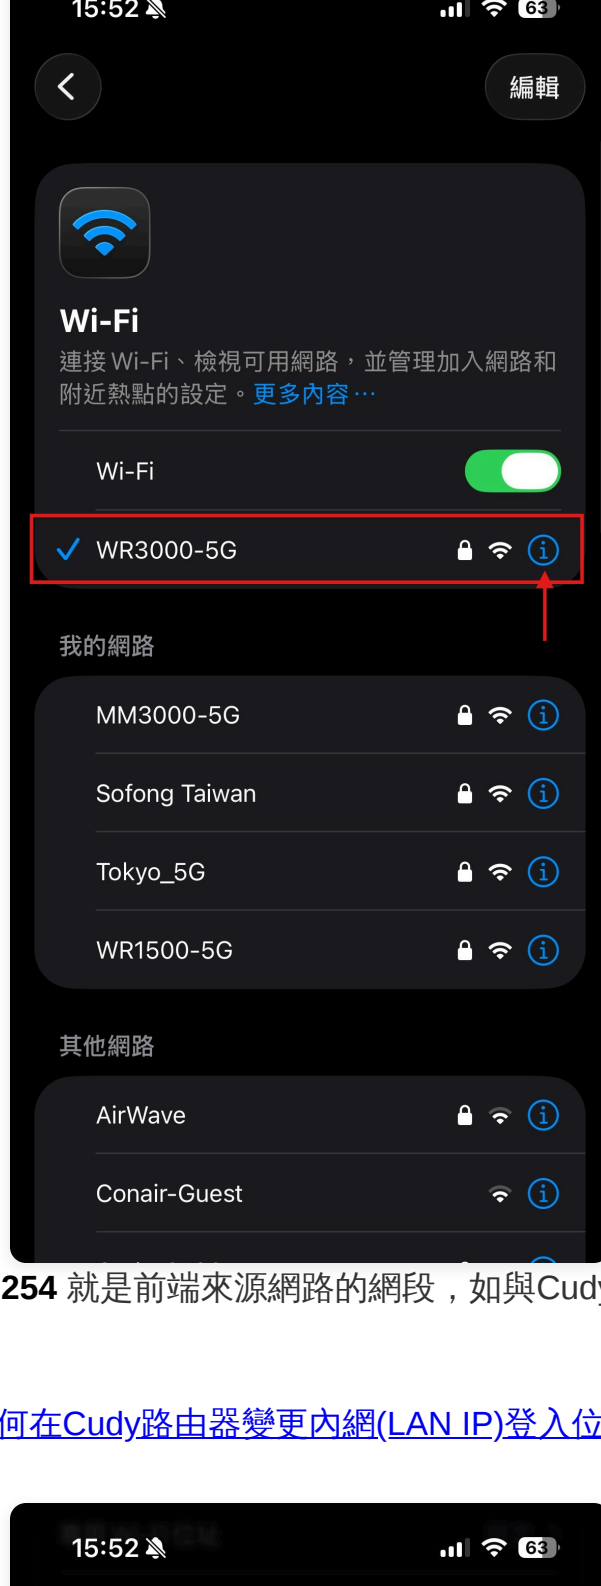 15:52
63
編輯
Wi-Fi
連接 Wi-Fi、檢視可用網路，並管理加入網路和
附近熱點的設定。更多內容…
Wi-Fi
WR3000-5G
我的網路
MM3000-5G
Sofong Taiwan
Tokyo_5G
WR1500-5G
其他網路
AirWave
Conair-Guest
254 就是前端來源網路的網段，如與Cudy
何在Cudy路由器變更內網(LAN IP)登入位
15:52
63